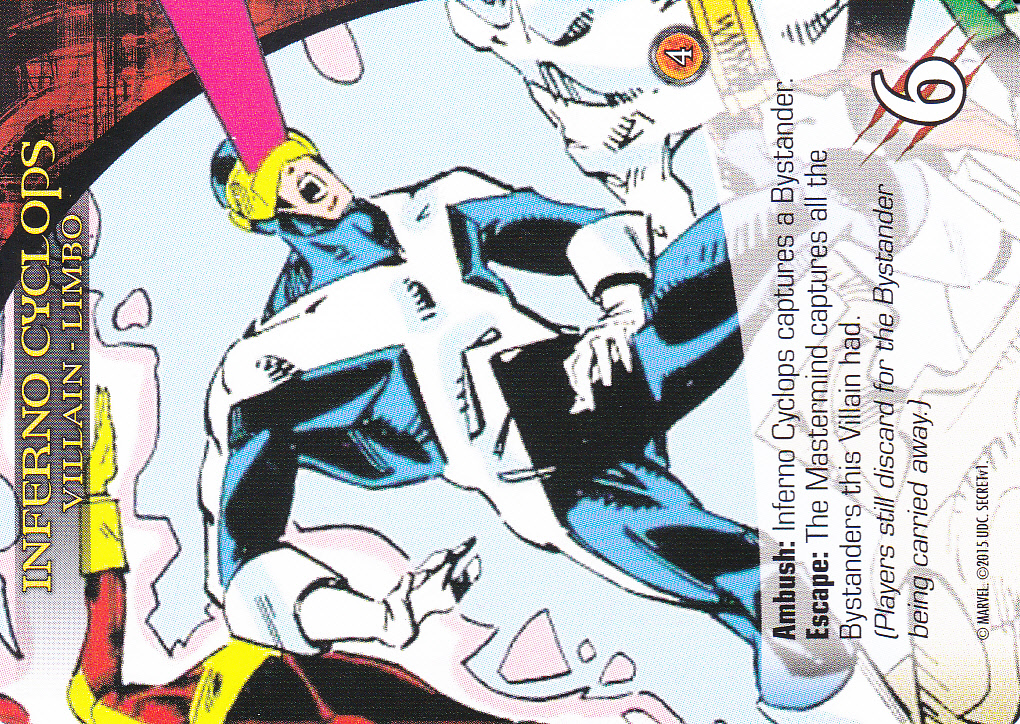 INFERNO CYCLOPS
VILLAIN - LIMBO
4
Ambush: Inferno Cyclops captures a Bystander.
Escape: The Mastermind captures all the
Bystanders this Villain had.
(Players still discard for the Bystander
being carried away.)
6
© MARVEL. ©2015 UDC. SECRETv1.